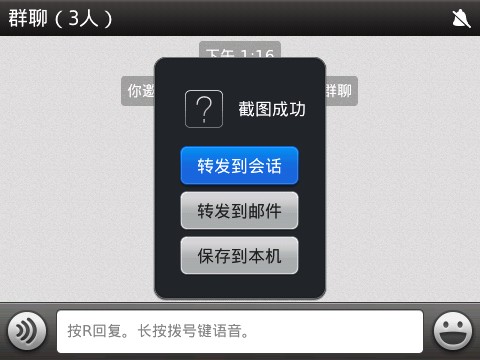 群聊（3人）
下午 1:16
你邀
群聊
截图成功
转发到会话
转发到邮件
保存到本机
按R回复。长按拨号键语音。